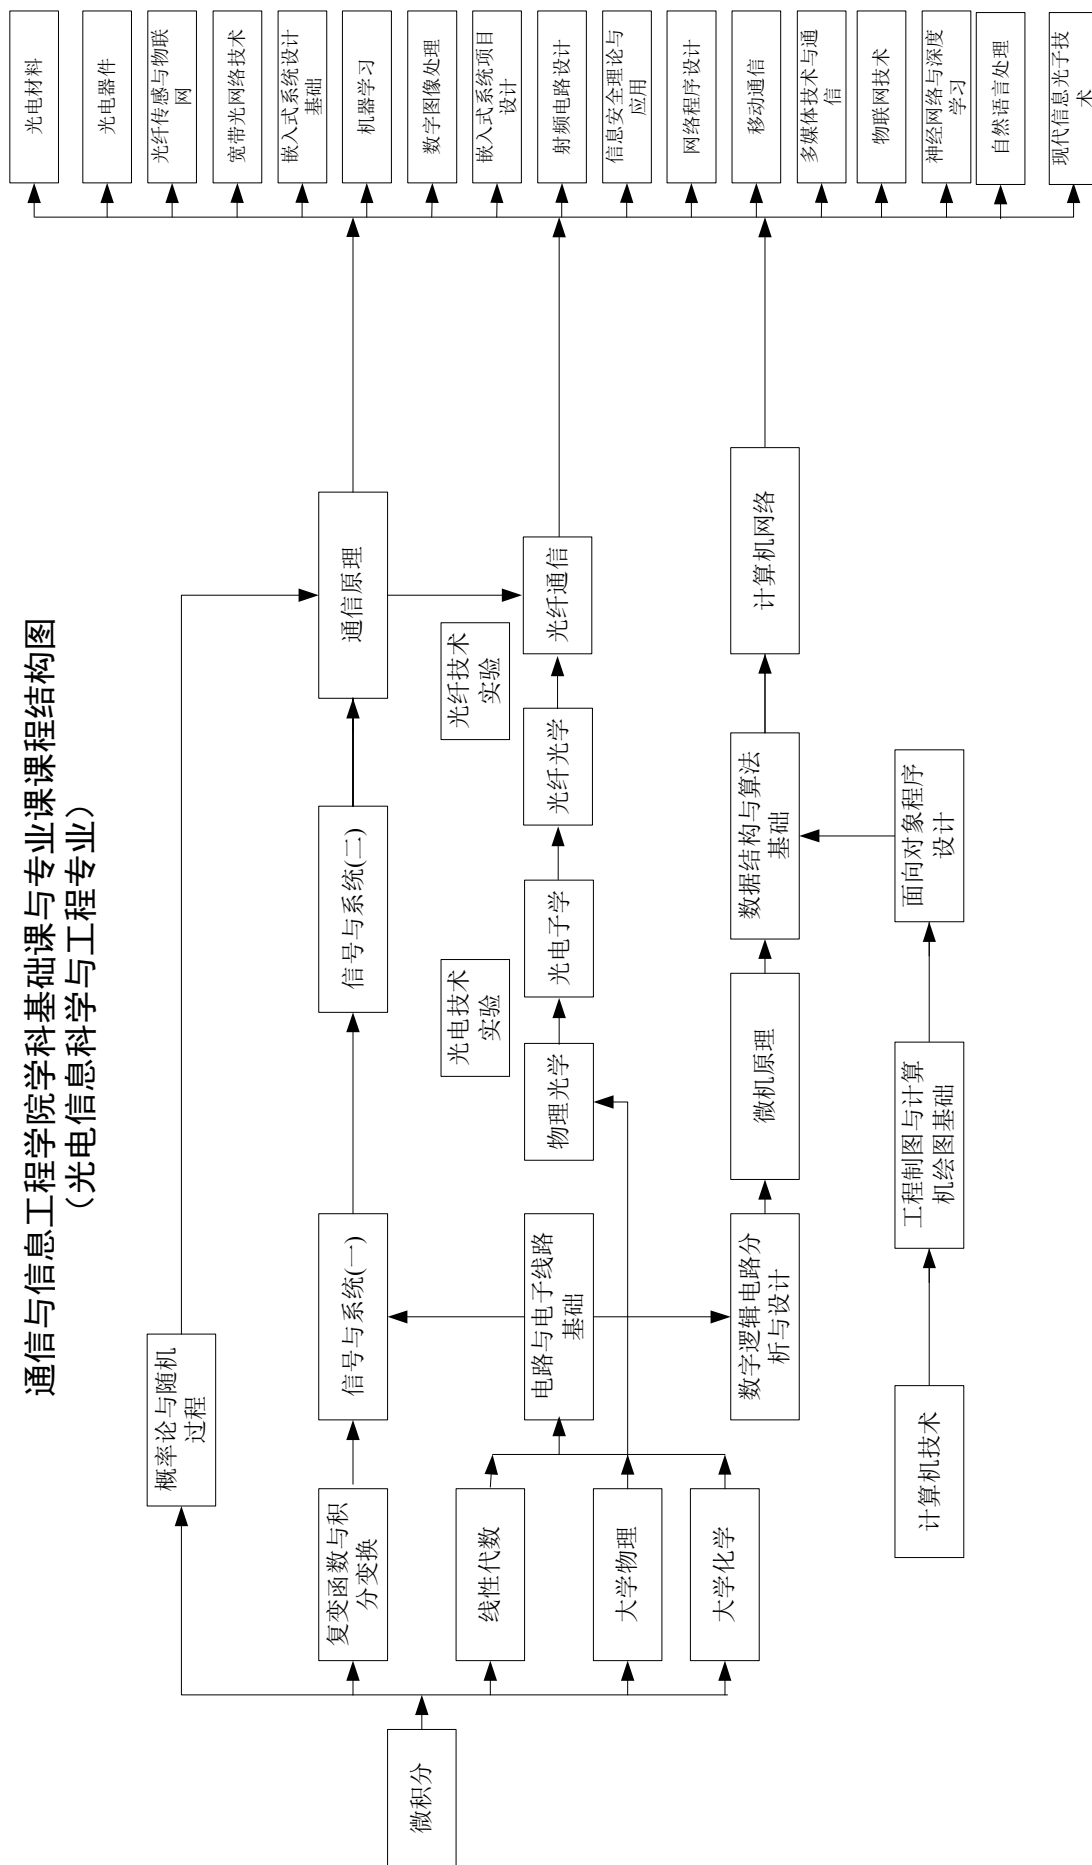 通信与信息工程学院学科基础课与专业课课程结构图
（光电信息科学与工程专业）
微积分
概率论与随机
过程
复变函数与积
分变换
线性代数
大学物理
大学化学
计算机技术
信号与系统(一)
电路与电子线路
基础
数字逻辑电路分
析与设计
工程制图与计算
机绘图基础
物理光学
光电技术
实验
微机原理
信号与系统(二)
光电子学
数据结构与算法
基础
面向对象程序
设计
光纤光学
光纤技术
实验
通信原理
光纤通信
计算机网络
光电材料
光电器件
光纤传感与物联
网
宽带光网络技术
嵌入式系统设计
基础
机器学习
数字图像处理
嵌入式系统项目
设计
射频电路设计
信息安全理论与
应用
网络程序设计
移动通信
多媒体技术与通
信
物联网技术
神经网络与深度
学习
自然语言处理
现代信息光子技
术